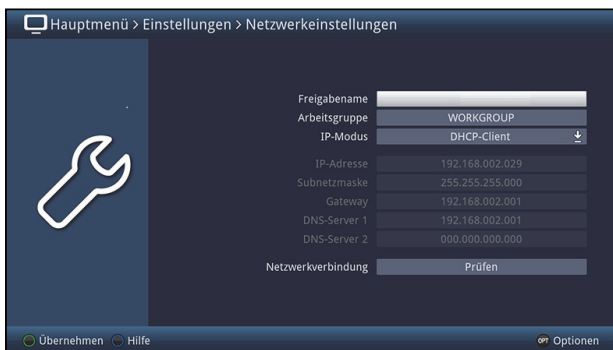 Hauptmenü > Einstellungen > Netzwerkeinstellungen
Freigabename
Arbeitsgruppe WORKGROUP
IP-Modus DHCP-Client
IP-Adresse 192.168.002.029
Subnetzmaske 255.255.255.000
Gateway 192.168.002.001
DNS-Server 1 192.168.002.001
DNS-Server 2 000.000.000.000
Netzwerkverbindung Prüfen
Übernehmen Hilfe OPT Optionen